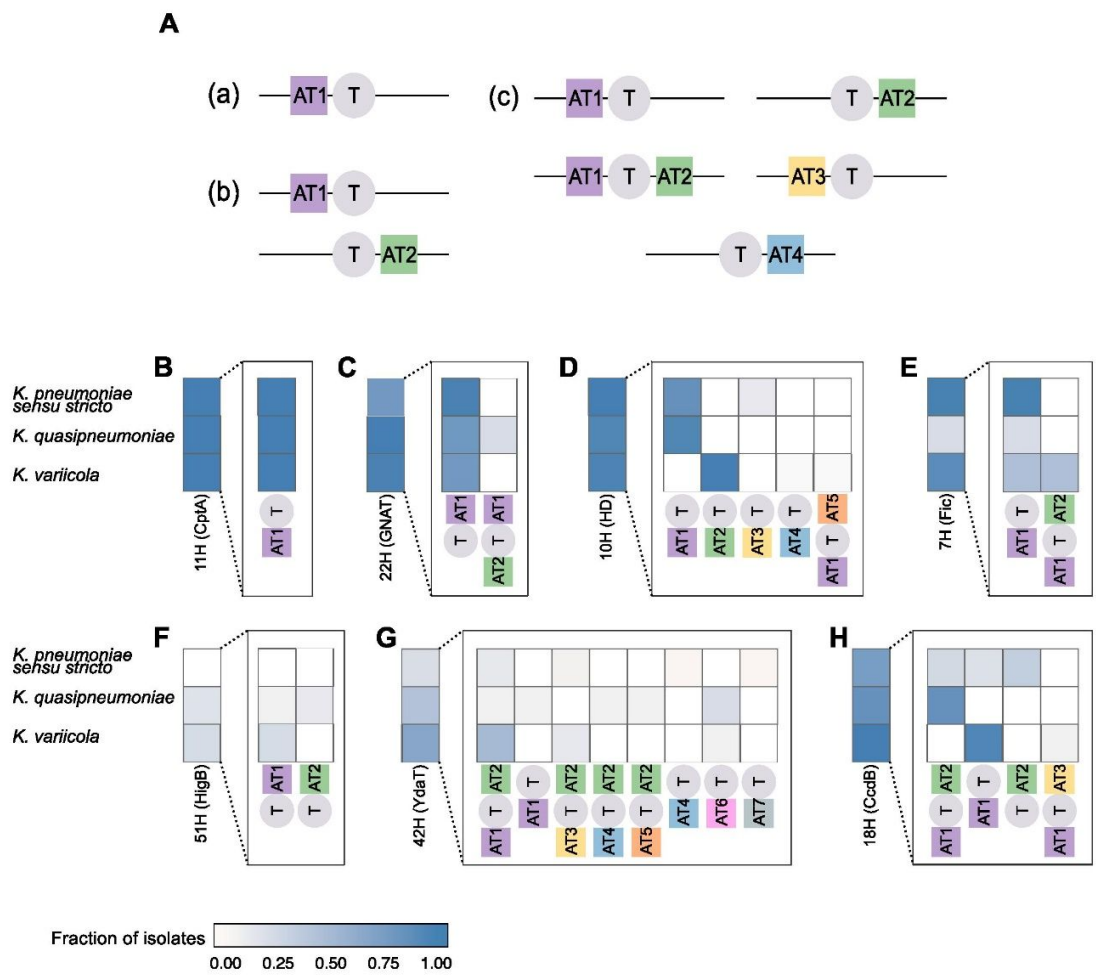 A
(a) AT1 T
(c) AT1 T T AT2
(b) AT1 T
AT1 T AT2 AT3 T
T AT2
T AT4
B C D E
K. pneumoniae
sensu stricto
K. quasipneumoniae
K. variicola
11H (CptA)
T
AT1
22H (GNAT)
AT1 AT1
T T
AT2
10H (HD)
T T T T AT5
AT1 AT2 AT3 AT4 T
AT1
7H (Fic)
T AT2
AT1 T
AT1
F G H
K. pneumoniae
sensu stricto
K. quasipneumoniae
K. variicola
51H (HigB)
AT1 AT2
T T
42H (YdaT)
AT2 T AT2 AT2 AT2 T T T
T AT1 T T T AT4 AT6 AT7
AT1 AT3 AT4 AT5
18H (CcdB)
AT2 T AT2 AT3
T AT1 T T
AT1 AT1
Fraction of isolates
0.00 0.25 0.50 0.75 1.00